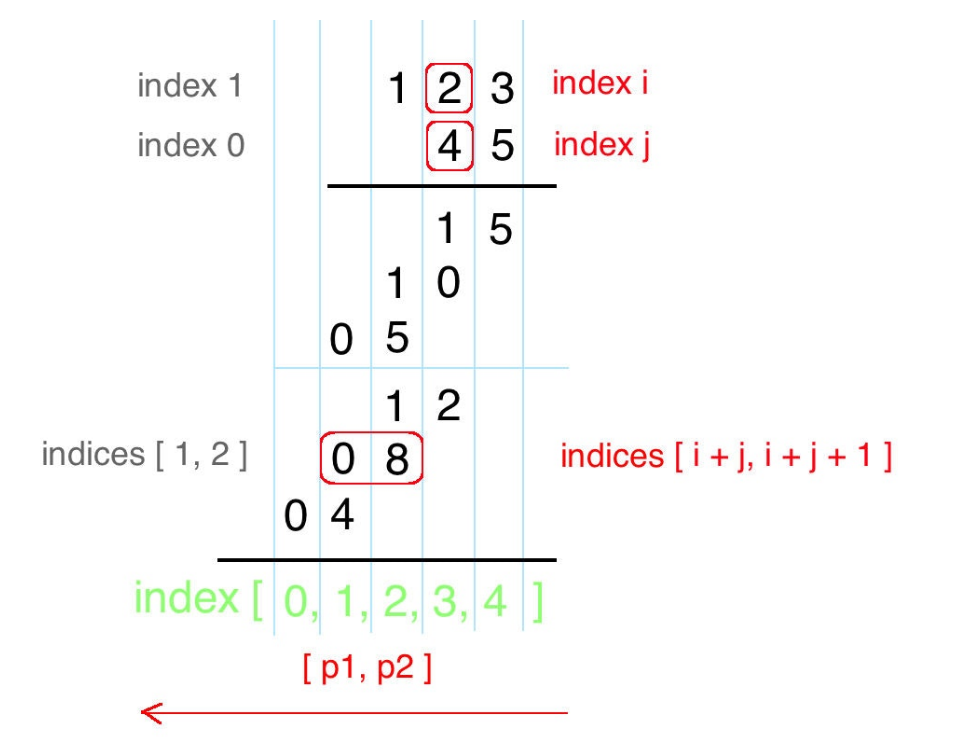 index 1 1 2 3 index i
index 0 4 5 index j
1 5
1 0
0 5
1 2
indices [ 1, 2 ] 0 8 indices [ i + j, i + j + 1 ]
0 4
index [ 0, 1, 2, 3, 4 ]
[ p1, p2 ]